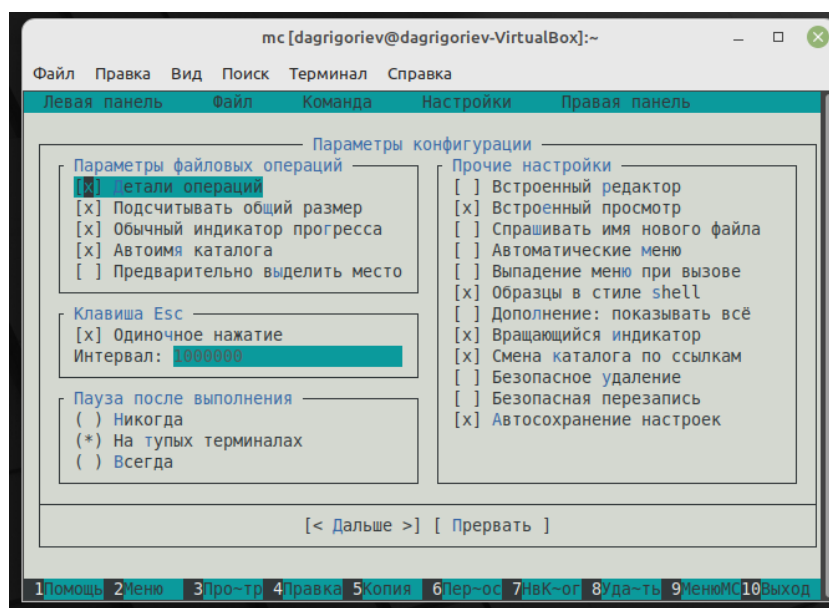 mc [dagrigoriev@dagrigoriev-VirtualBox]:~
Файл Правка Вид Поиск Терминал Справка
Левая панель Файл Команда Настройки Правая панель
Параметры конфигурации
Параметры файловых операций
[x] Детали операций
[x] Подсчитывать общий размер
[x] Обычный индикатор прогресса
[x] Автоимя каталога
[ ] Предварительно выделить место
Клавиша Esc
[x] Одиночное нажатие
Интервал: 1000000
Пауза после выполнения
( ) Никогда
(*) На тупых терминалах
( ) Всегда
Прочие настройки
[ ] Встроенный редактор
[x] Встроенный просмотр
[ ] Спрашивать имя нового файла
[ ] Автоматические меню
[ ] Выпадение меню при вызове
[x] Образцы в стиле shell
[ ] Дополнение: показывать всё
[x] Вращающийся индикатор
[x] Смена каталога по ссылкам
[ ] Безопасное удаление
[ ] Безопасная перезапись
[x] Автосохранение настроек
[< Дальше >] [ Прервать ]
1Помощь 2Меню 3Про~тр 4Правка 5Копия 6Пер~ос 7НвК~ог 8Уда~ть 9МенюМС 10Выход